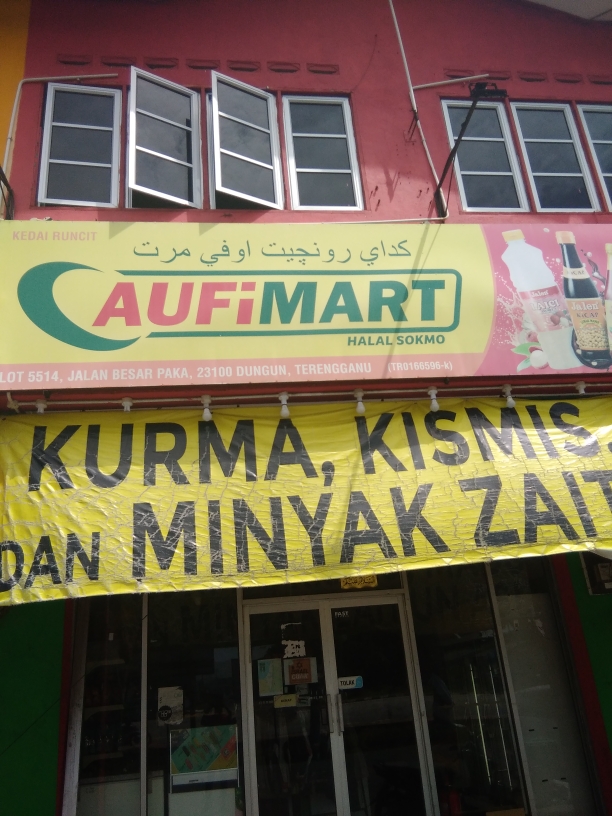 KEDAI RUNCIT
كداي رونچيت اوفي مرت
AUFiMART
HALAL SOKMO
LOT 5514, JALAN BESAR PAKA, 23100 DUNGUN, TERENGGANU (TR0166596-k)
KURMA, KISMIS,
DAN MINYAK ZAIT
TOLAK